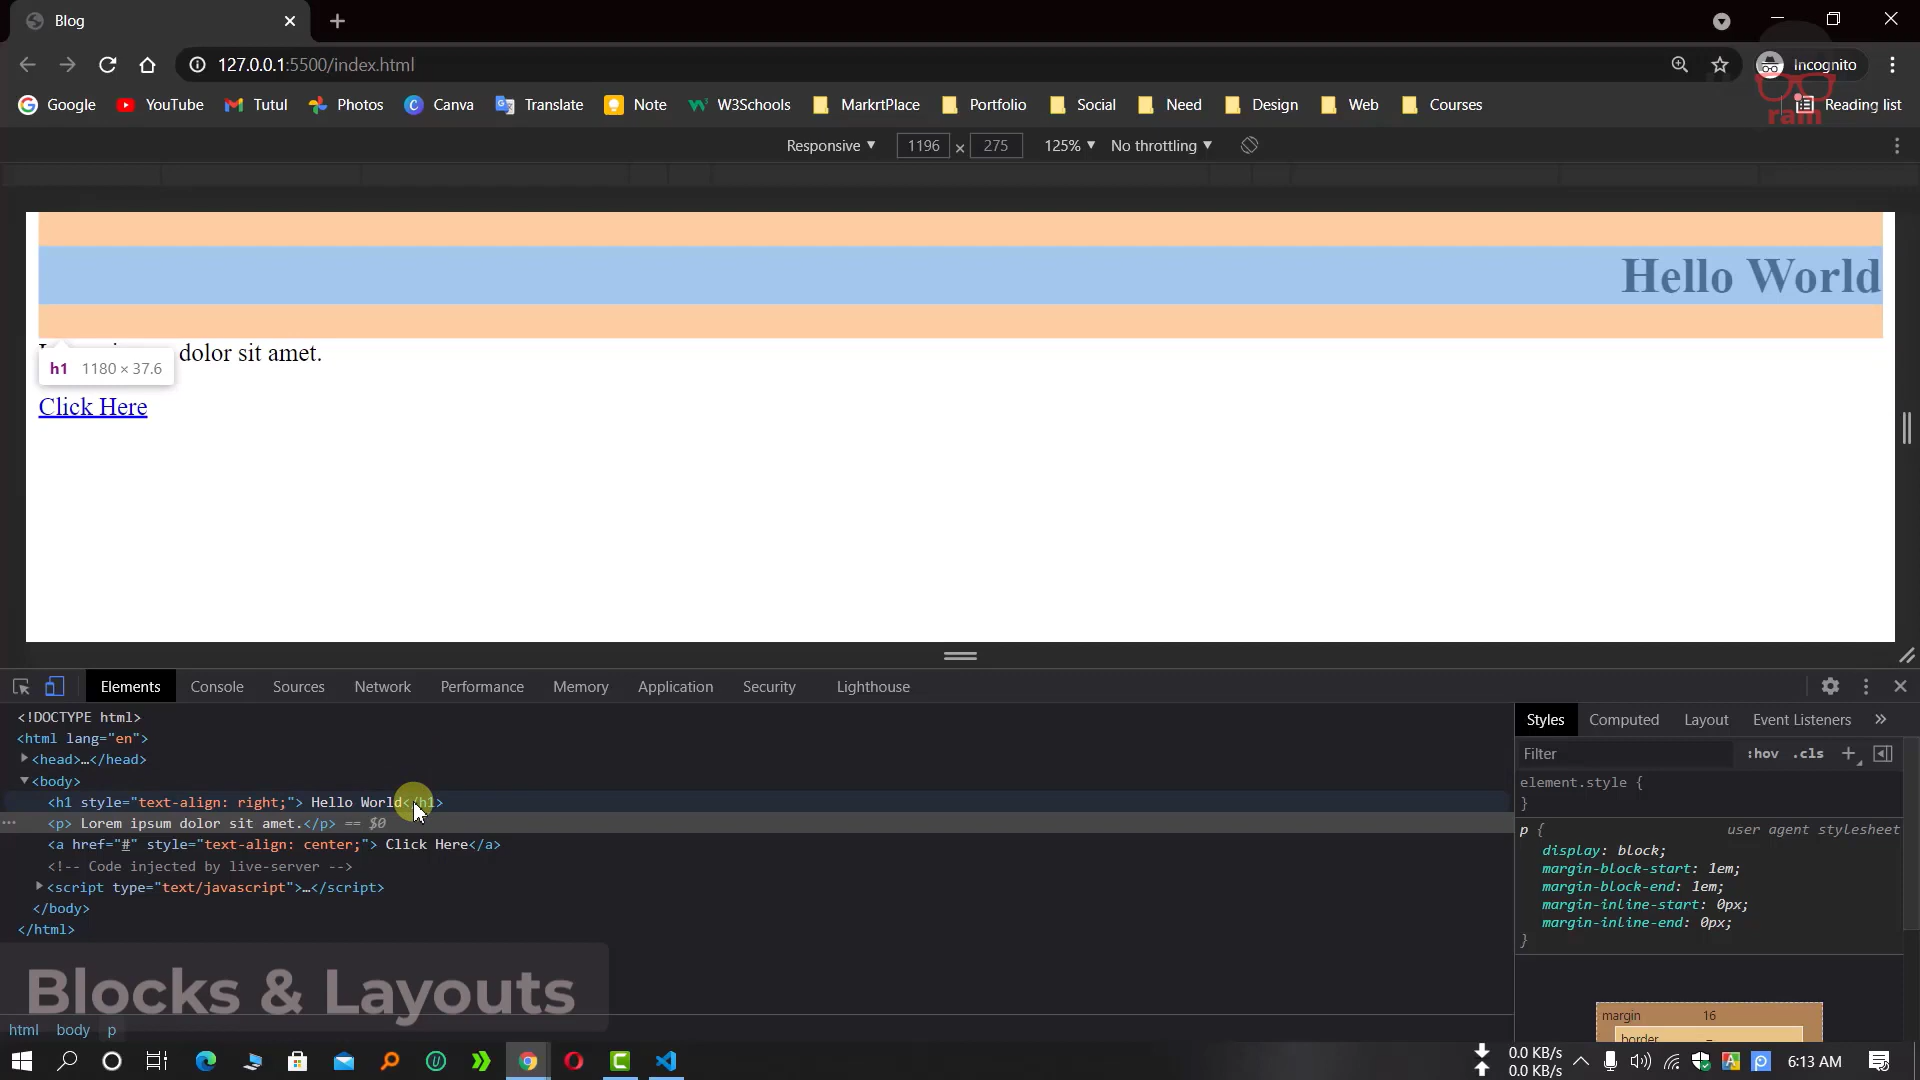 Blog
127.0.0.1:5500/index.html
Incognito
Google YouTube Tutul Photos Canva Translate Note W3Schools MarkrtPlace Portfolio Social Need Design Web Courses Reading list
ram
Responsive 1196 × 275 125% No throttling
Hello World
dolor sit amet.
h1 1180 × 37.6
Click Here
Elements Console Sources Network Performance Memory Application Security Lighthouse
<!DOCTYPE html>
<html lang="en">
<head>…</head>
<body>
<h1 style="text-align: right;"> Hello World</h1>
<p> Lorem ipsum dolor sit amet.</p> == $0
<a href="#" style="text-align: center;"> Click Here</a>
<!-- Code injected by live-server -->
<script type="text/javascript">…</script>
</body>
</html>
Styles Computed Layout Event Listeners
Filter :hov .cls
element.style {
}
p { user agent stylesheet
display: block;
margin-block-start: 1em;
margin-block-end: 1em;
margin-inline-start: 0px;
margin-inline-end: 0px;
}
margin 16
border –
Blocks & Layouts
html body p
0.0 KB/s
0.0 KB/s
6:13 AM